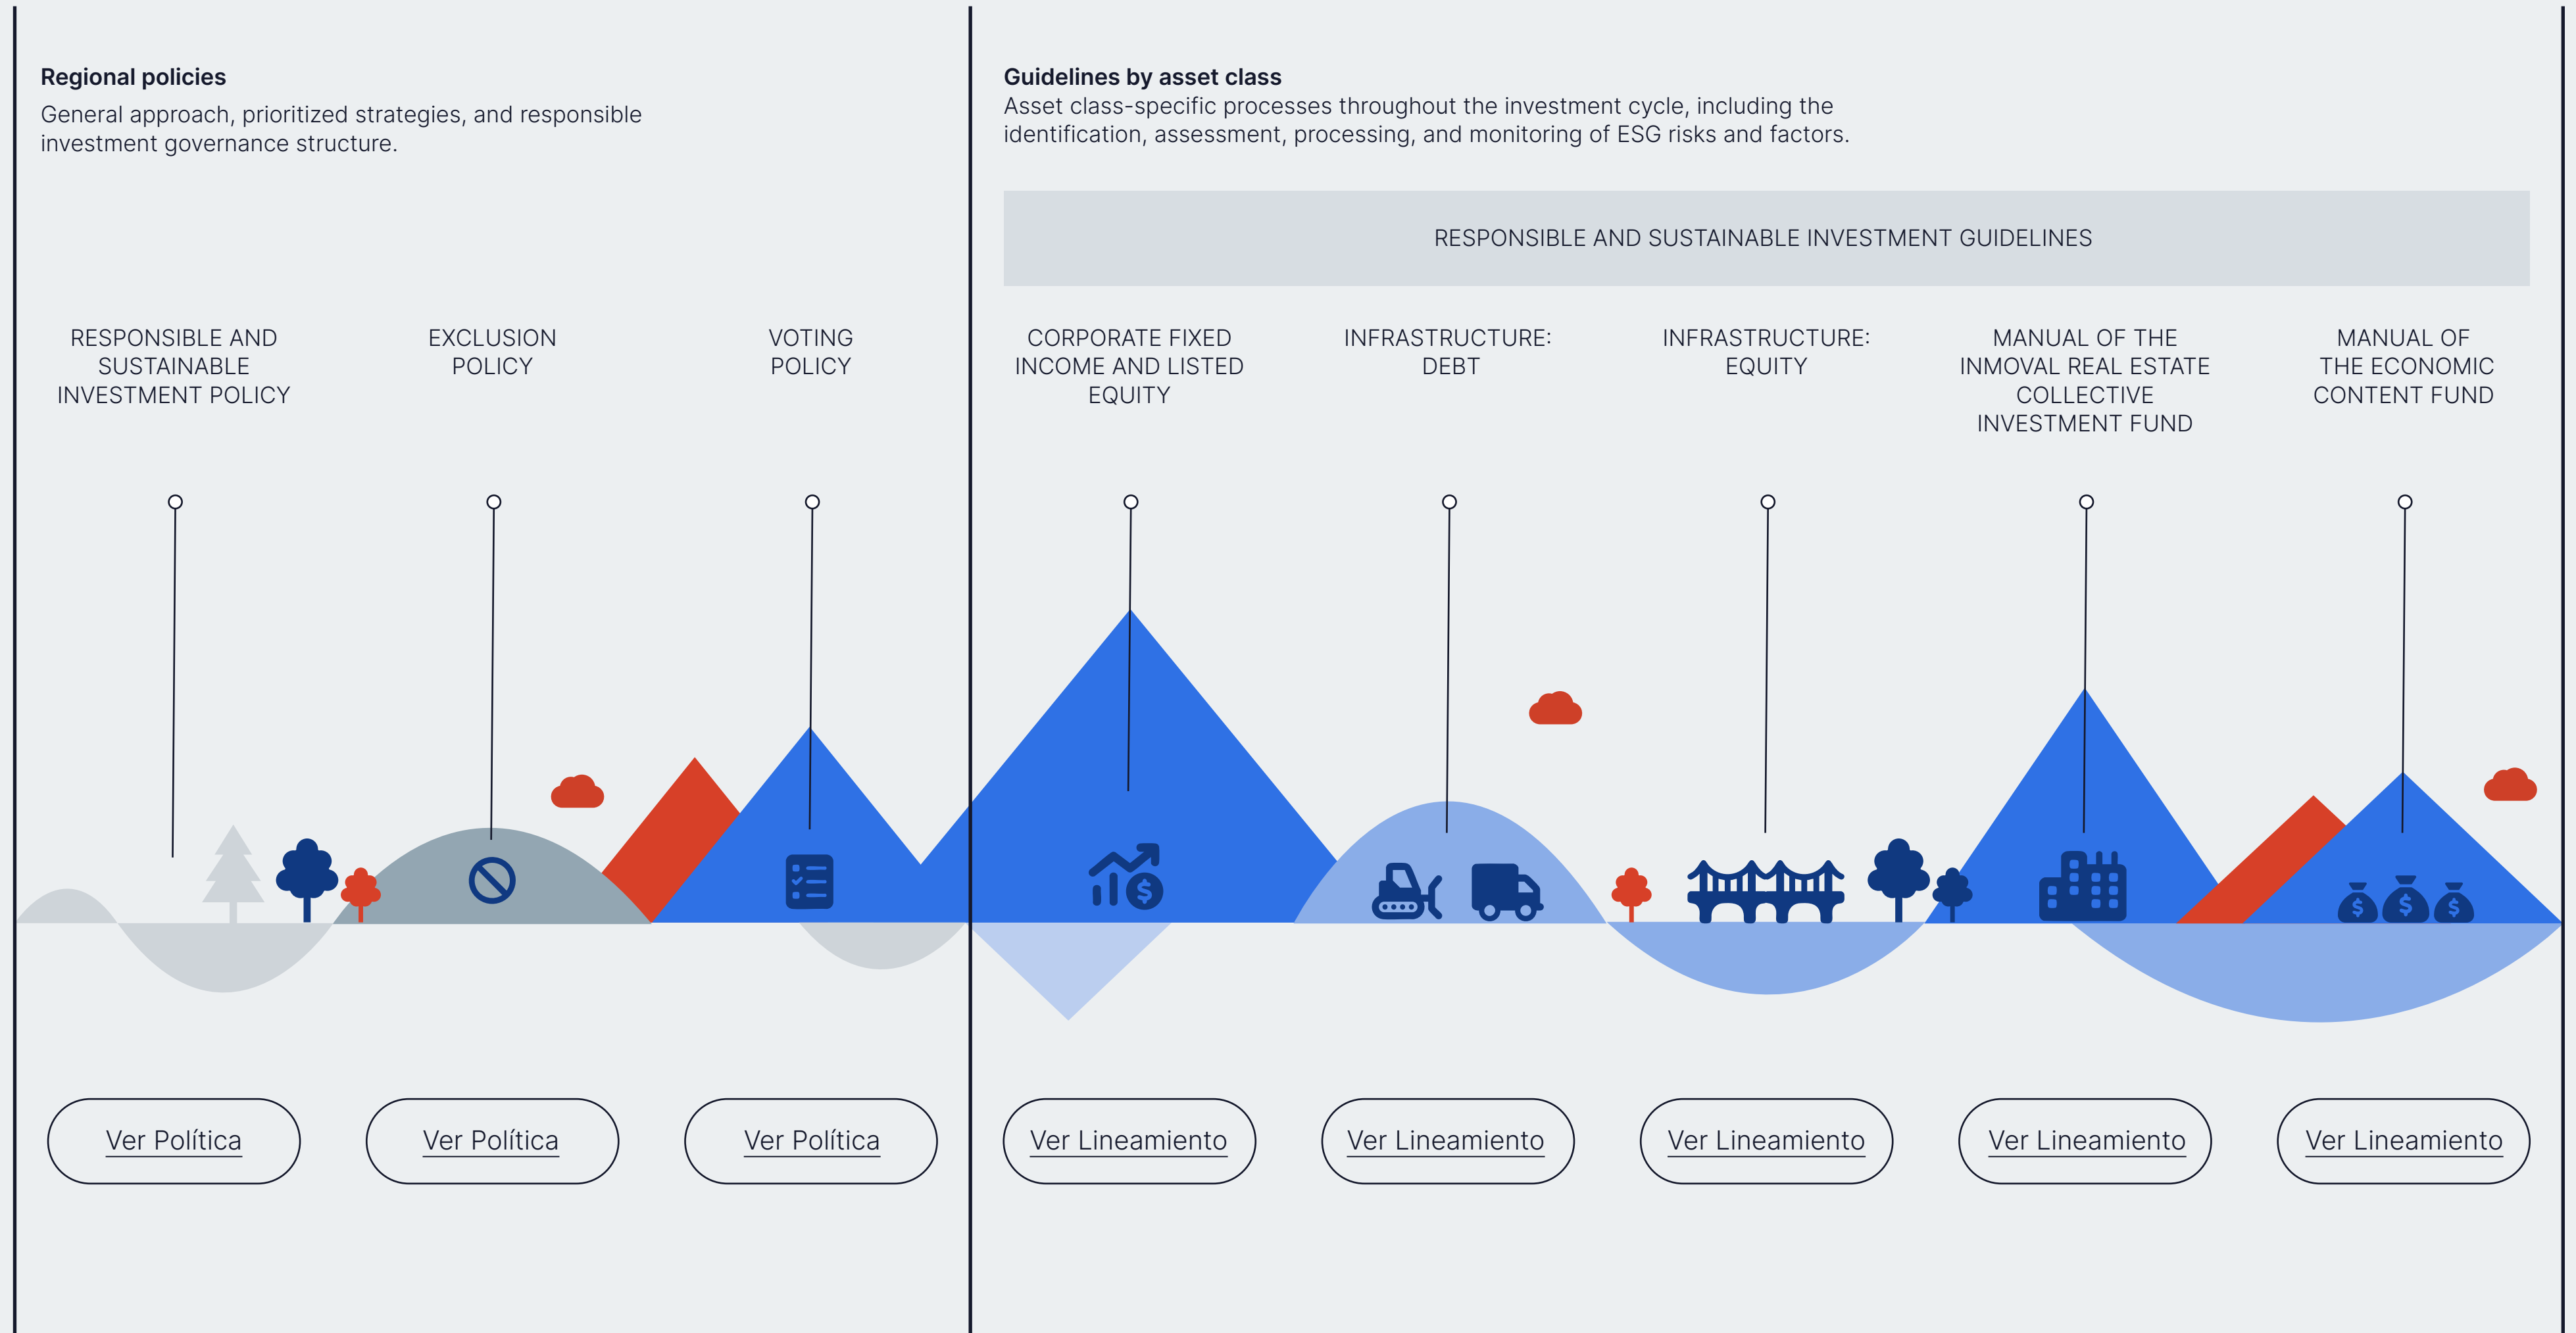 Regional policies
General approach, prioritized strategies, and responsible
investment governance structure.
Guidelines by asset class
Asset class-specific processes throughout the investment cycle, including the
identification, assessment, processing, and monitoring of ESG risks and factors.
RESPONSIBLE AND SUSTAINABLE INVESTMENT GUIDELINES
RESPONSIBLE AND
SUSTAINABLE
INVESTMENT POLICY
EXCLUSION
POLICY
VOTING
POLICY
CORPORATE FIXED
INCOME AND LISTED
EQUITY
INFRASTRUCTURE:
DEBT
INFRASTRUCTURE:
EQUITY
MANUAL OF THE
INMOVAL REAL ESTATE
COLLECTIVE
INVESTMENT FUND
MANUAL OF
THE ECONOMIC
CONTENT FUND
Ver Política
Ver Política
Ver Política
Ver Lineamiento
Ver Lineamiento
Ver Lineamiento
Ver Lineamiento
Ver Lineamiento